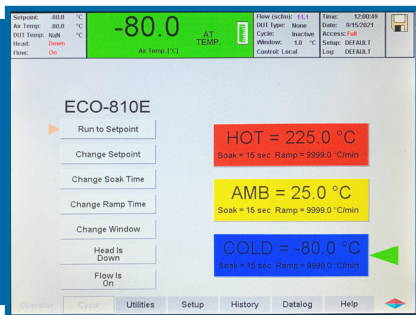 Setpoint: -80.0 °C
Air Temp: -80.0 °C
DUT Temp: NaN °C
Head: Down
Flow: On
-80.0 AT TEMP.
Air Temp. [°C]
Flow (scfm): 11.1
DUT Type: None
Cycle: Inactive
Window: 1.0 °C
Control: Local
Time: 12:00:49
Date: 9/15/2021
Access: Full
Setup: DEFAULT
Log: DEFAULT
ECO-810E
Run to Setpoint
Change Setpoint
Change Soak Time
Change Ramp Time
Change Window
Head Is
Down
Flow Is
On
HOT = 225.0 °C
Soak = 15 sec Ramp = 9999.0 °C/min
AMB = 25.0 °C
Soak = 15 sec Ramp = 9999.0 °C/min
COLD = -80.0 °C
Soak = 15 sec Ramp = 9999.0 °C/min
Operator Cycle Utilities Setup History Datalog Help